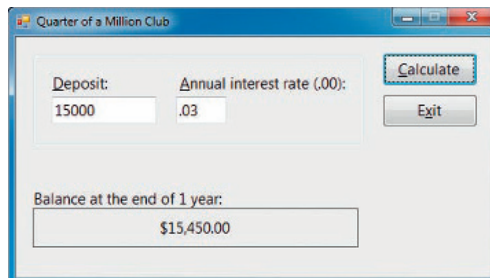 Quarter of a Million Club
Deposit:
Annual interest rate (.00):
15000
.03
Calculate
Exit
Balance at the end of 1 year:
$15,450.00